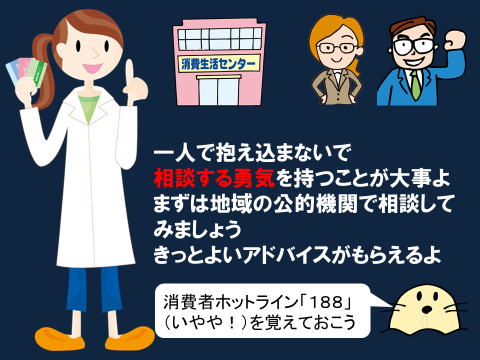 消費生活センター
一人で抱え込まないで
相談する勇気を持つことが大事よ
まずは地域の公的機関で相談して
みましょう
きっとよいアドバイスがもらえるよ
消費者ホットライン「188」
(いやや!)を覚えておこう